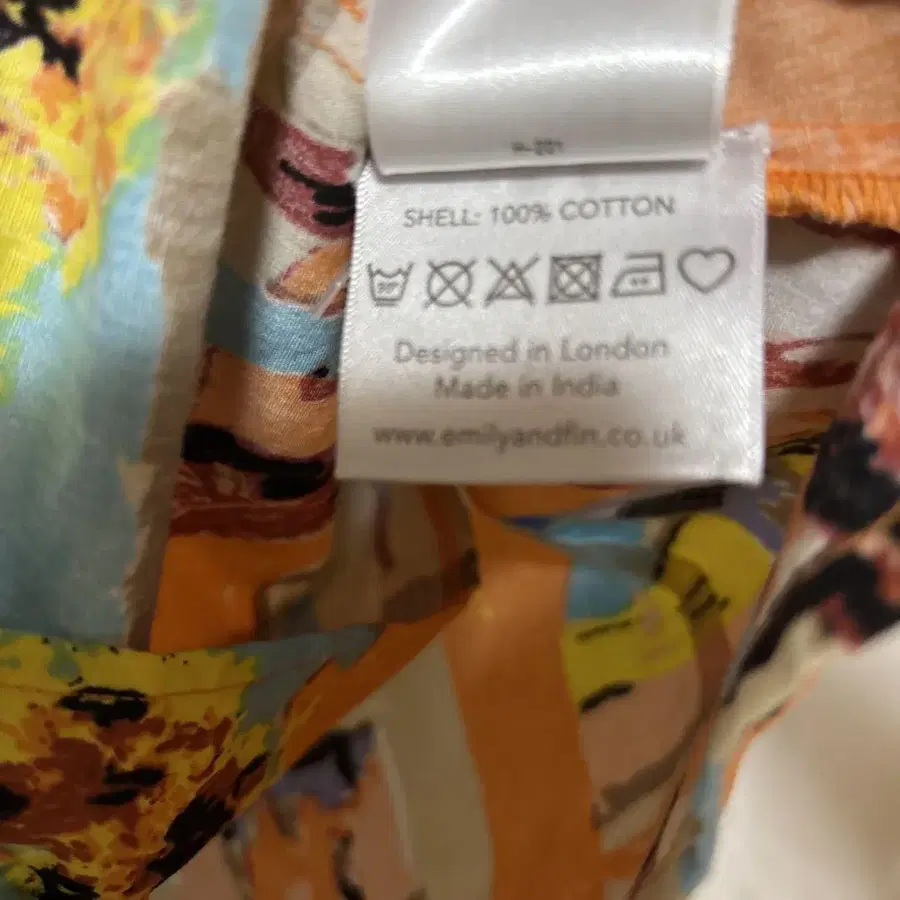 SHELL: 100% COTTON
Designed in London
Made in India
www.emilyandfin.co.uk